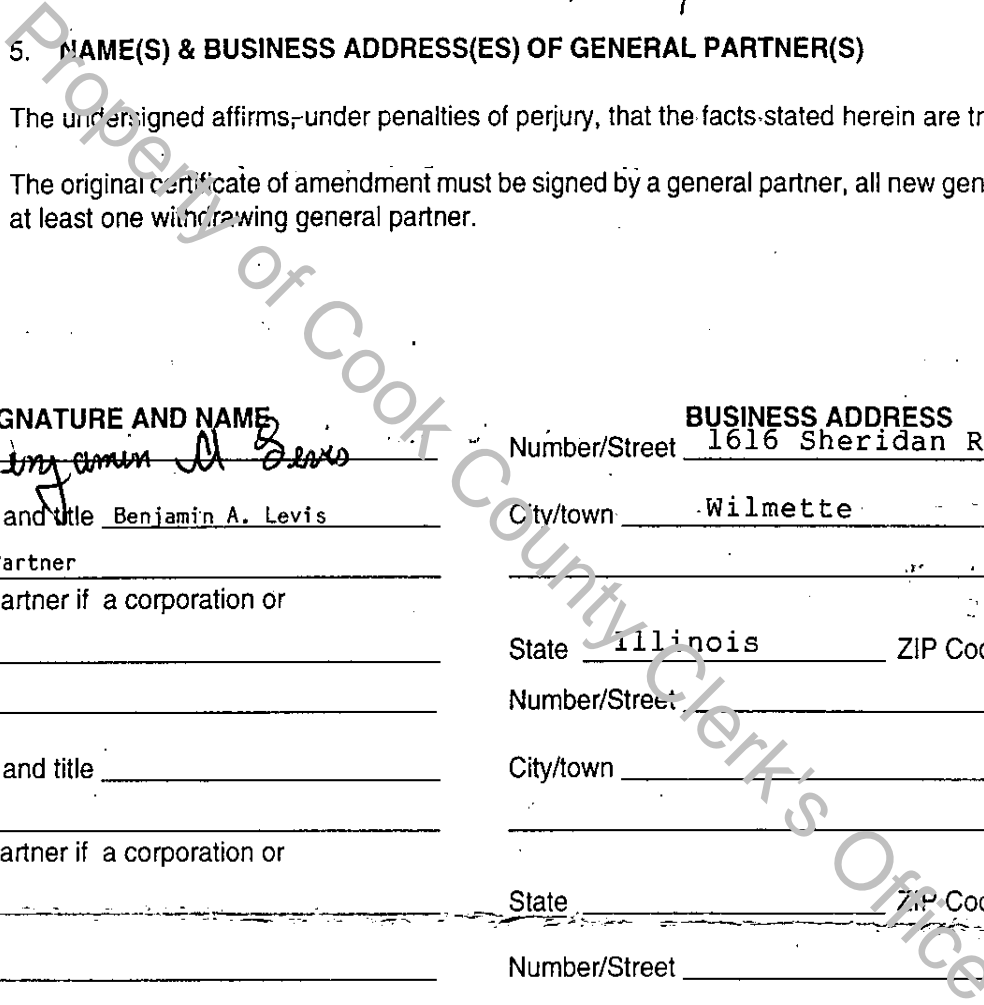 5. NAME(S) & BUSINESS ADDRESS(ES) OF GENERAL PARTNER(S)
The undersigned affirms, under penalties of perjury, that the facts stated herein are tr
The original certificate of amendment must be signed by a general partner, all new gen
at least one withdrawing general partner.
GNATURE AND NAME
BUSINESS ADDRESS
Number/Street 1616 Sheridan R
and title Benjamin A. Levis
City/town Wilmette
artner
artner if a corporation or
State Illinois ZIP Coo
Number/Street
and title
City/town
artner if a corporation or
State ZIP Coo
Number/Street
Property of Cook County Clerk's Office